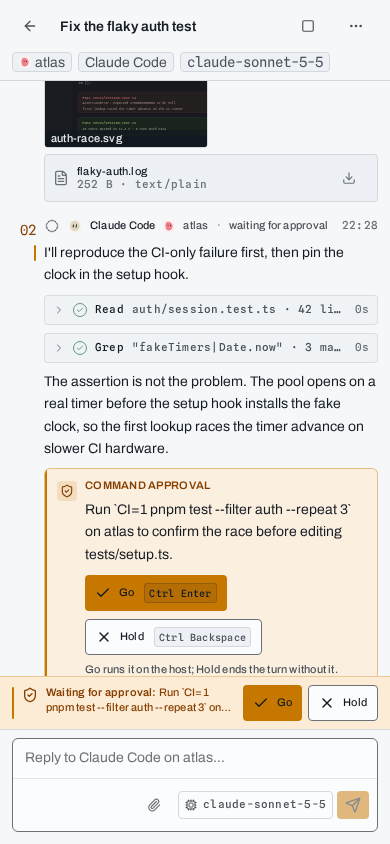 Fix the flaky auth test
atlas
Claude Code
claude-sonnet-5-5
auth-race.svg
flaky-auth.log
252 B · text/plain
02
Claude Code atlas · waiting for approval 22:28
I'll reproduce the CI-only failure first, then pin the
clock in the setup hook.
Read auth/session.test.ts · 42 li… 0s
Grep "fakeTimers|Date.now" · 3 ma… 0s
The assertion is not the problem. The pool opens on a
real timer before the setup hook installs the fake
clock, so the first lookup races the timer advance on
slower CI hardware.
COMMAND APPROVAL
Run `CI=1 pnpm test --filter auth --repeat 3`
on atlas to confirm the race before editing
tests/setup.ts.
Go Ctrl Enter
Hold Ctrl Backspace
Go runs it on the host; Hold ends the turn without it.
Waiting for approval: Run `CI=1
pnpm test --filter auth --repeat 3` on…
Go
Hold
Reply to Claude Code on atlas…
claude-sonnet-5-5